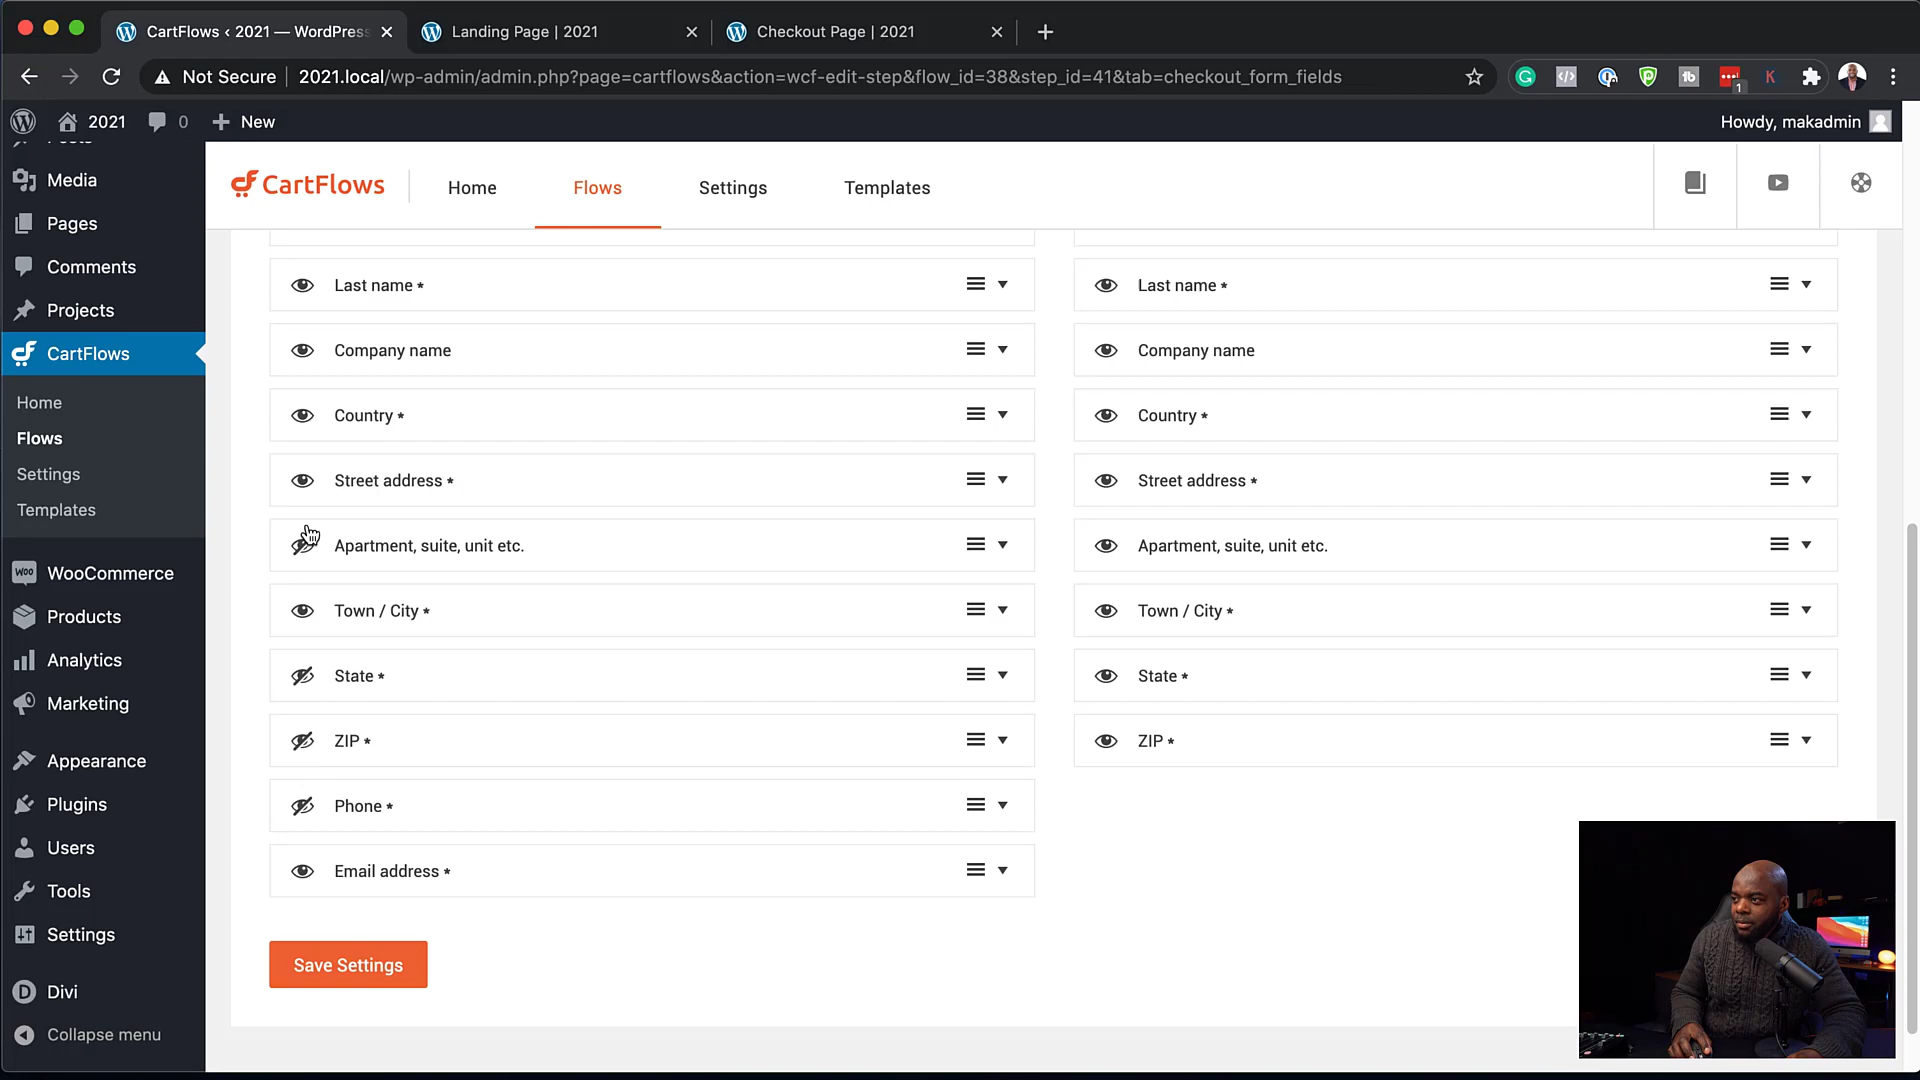 CartFlows ‹ 2021 — WordPress
Landing Page | 2021
Checkout Page | 2021
Not Secure
2021.local/wp-admin/admin.php?page=cartflows&action=wcf-edit-step&flow_id=38&step_id=41&tab=checkout_form_fields
1
2021
0
New
Howdy, makadmin
Posts
Media
Pages
Comments
Projects
CartFlows
Home
Flows
Settings
Templates
WooCommerce
Products
Analytics
Marketing
Appearance
Plugins
Users
Tools
Settings
Divi
Collapse menu
CartFlows
Home
Flows
Settings
Templates
Last name *
Company name
Country *
Street address *
Apartment, suite, unit etc.
Town / City *
State *
ZIP *
Phone *
Email address *
Last name *
Company name
Country *
Street address *
Apartment, suite, unit etc.
Town / City *
State *
ZIP *
Save Settings